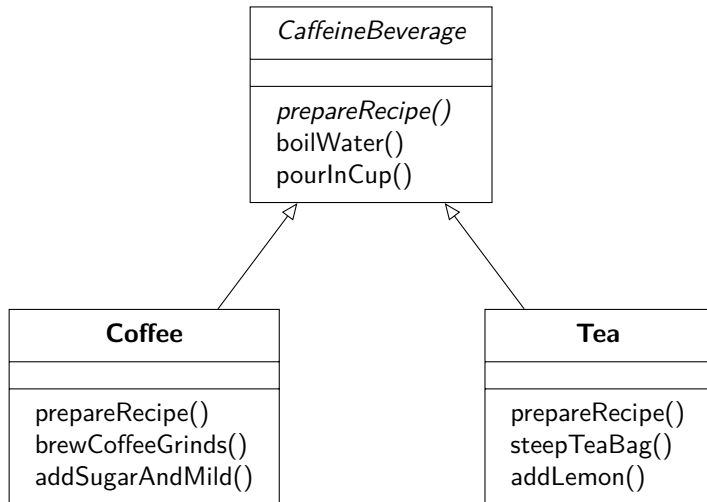 CaffeineBeverage
prepareRecipe()
boilWater()
pourInCup()
Coffee
prepareRecipe()
brewCoffeeGrinds()
addSugarAndMild()
Tea
prepareRecipe()
steepTeaBag()
addLemon()